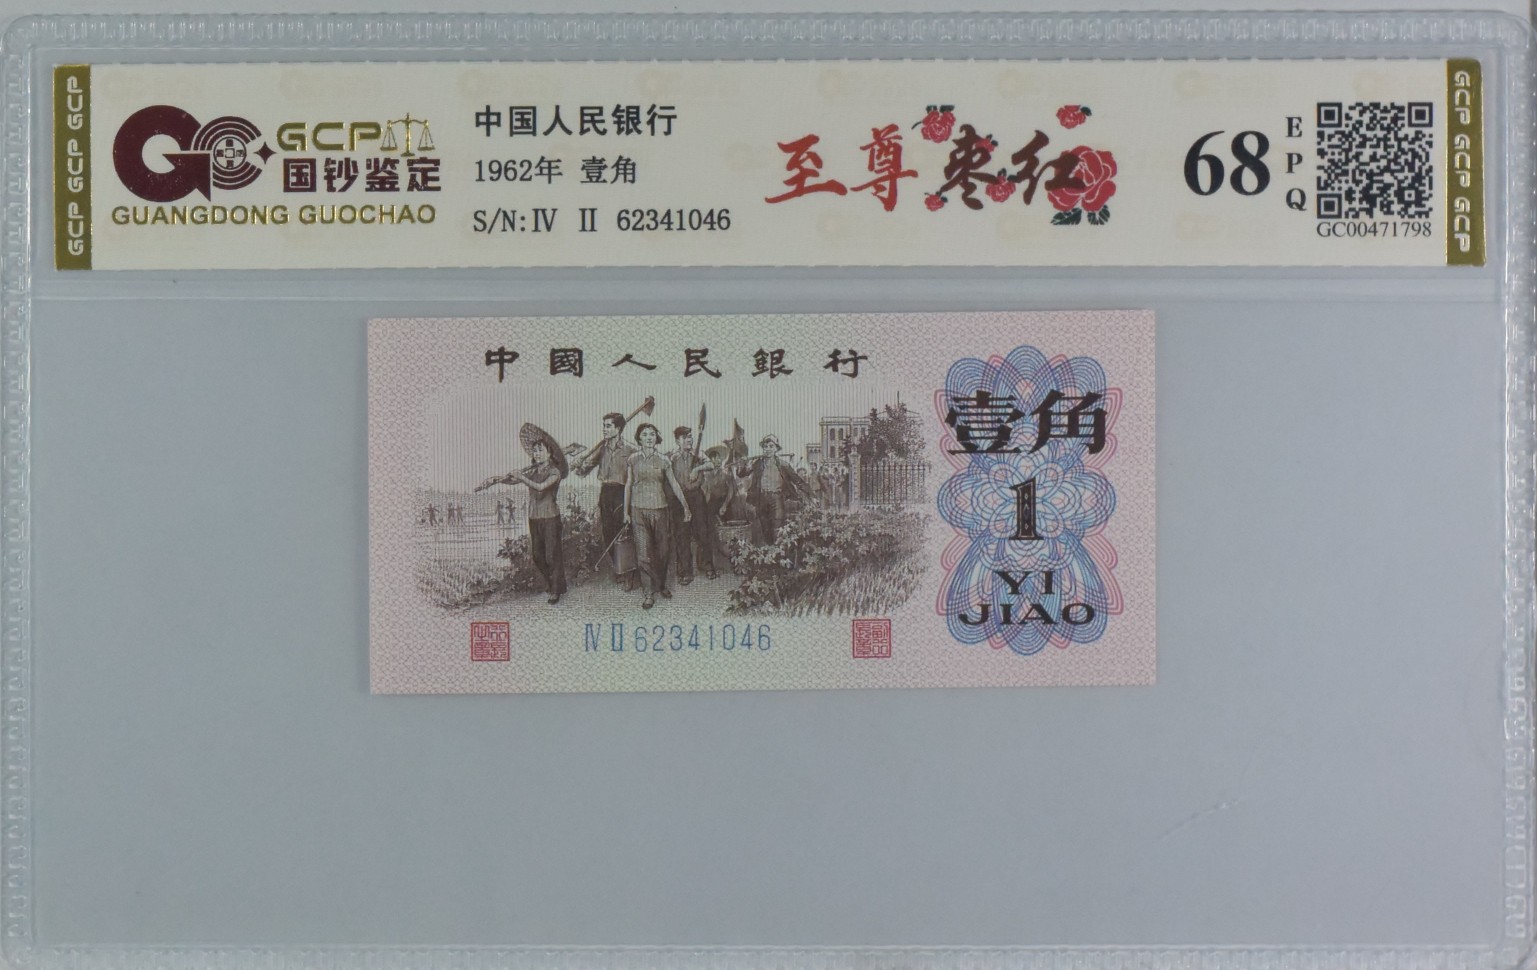 GCP GCP GCP
GCP
国钞鉴定
GUANGDONG GUOCHAO
中国人民银行
1962年 壹角
S/N:Ⅳ Ⅱ 62341046
至尊枣红
68
EPQ
GC00471798
GCP GCP GCP
中國人民銀行
壹角
1
YI
JIAO
Ⅳ Ⅱ 62341046